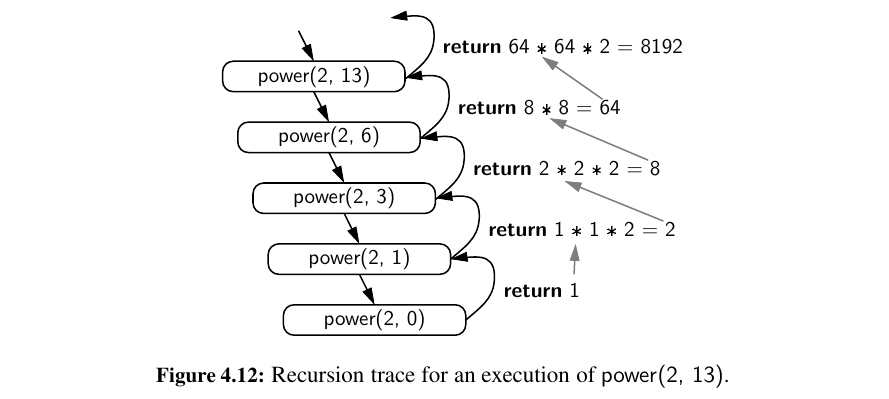 return 64 * 64 * 2 = 8192
power(2, 13)
return 8 * 8 = 64
power(2, 6)
return 2 * 2 * 2 = 8
power(2, 3)
return 1 * 1 * 2 = 2
power(2, 1)
return 1
power(2, 0)
Figure 4.12: Recursion trace for an execution of power(2, 13).